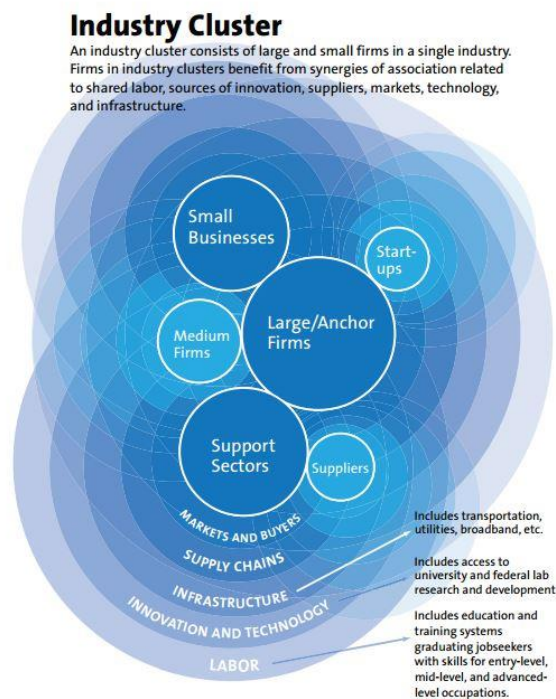 Industry Cluster
An industry cluster consists of large and small firms in a single industry.
Firms in industry clusters benefit from synergies of association related
to shared labor, sources of innovation, suppliers, markets, technology,
and infrastructure.
Small
Businesses
Start-
ups
Large/Anchor
Firms
Medium
Firms
Support
Sectors
Suppliers
MARKETS AND BUYERS
SUPPLY CHAINS
INFRASTRUCTURE
INNOVATION AND TECHNOLOGY
LABOR
Includes transportation,
utilities, broadband, etc.
Includes access to
university and federal lab
research and development
Includes education and
training systems
graduating jobseekers
with skills for entry-level,
mid-level, and advanced-
level occupations.